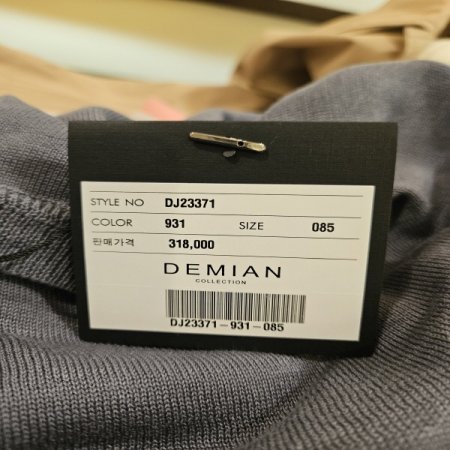 STYLE NO DJ23371
COLOR 931 SIZE 085
판매가격 318,000
DEMIAN
COLLECTION
DJ23371-931-085